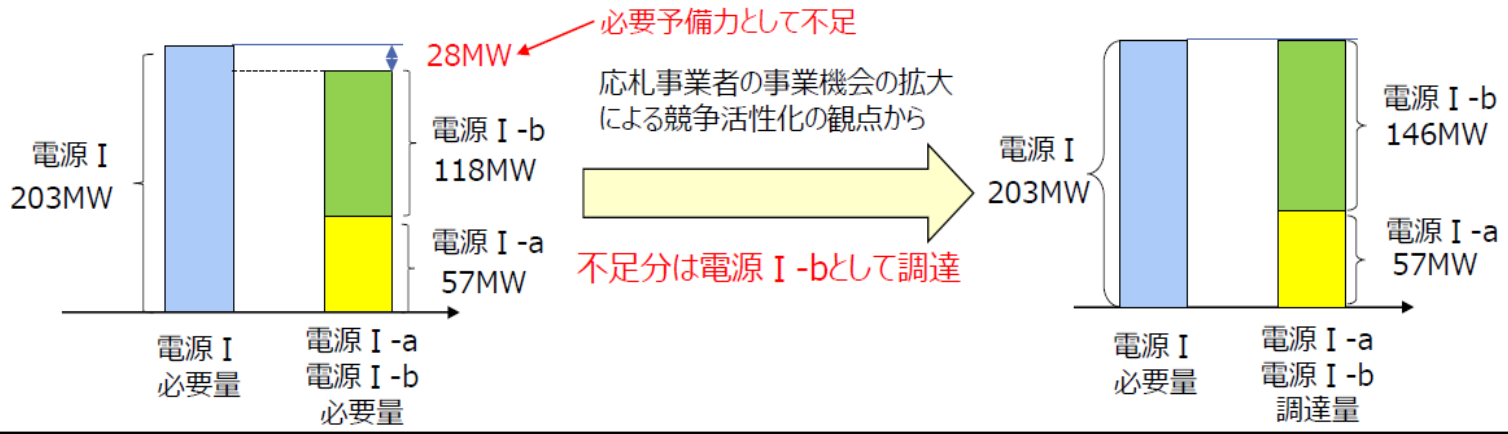 必要予備力として不足
28MW
電源Ⅰ
203MW
電源Ⅰ-b
118MW
電源Ⅰ-a
57MW
電源Ⅰ
必要量
電源Ⅰ-a
電源Ⅰ-b
必要量
応札事業者の事業機会の拡大
による競争活性化の観点から
不足分は電源Ⅰ-bとして調達
電源Ⅰ
203MW
電源Ⅰ-b
146MW
電源Ⅰ-a
57MW
電源Ⅰ
必要量
電源Ⅰ-a
電源Ⅰ-b
調達量